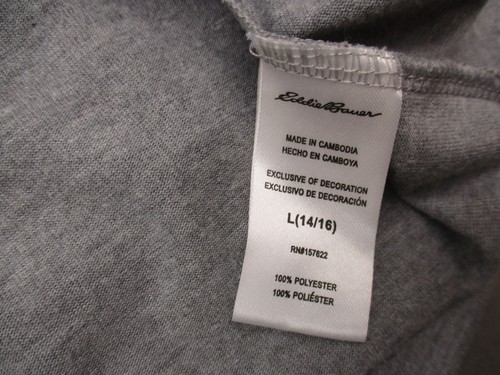 Eddie Bauer
MADE IN CAMBODIA
HECHO EN CAMBOYA
EXCLUSIVE OF DECORATION
EXCLUSIVO DE DECORACIÓN
L(14/16)
RN#157622
100% POLYESTER
100% POLIÉSTER